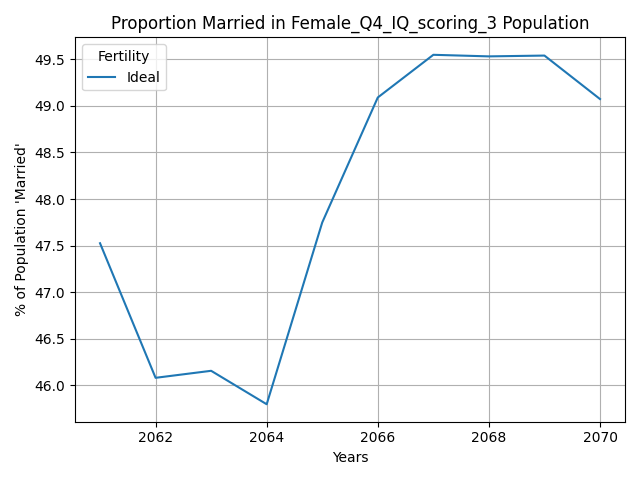 Proportion Married in Female_Q4_IQ_scoring_3 Population
Fertility
Ideal
% of Population 'Married'
49.5
49.0
48.5
48.0
47.5
47.0
46.5
46.0
2062 2064 2066 2068 2070
Years